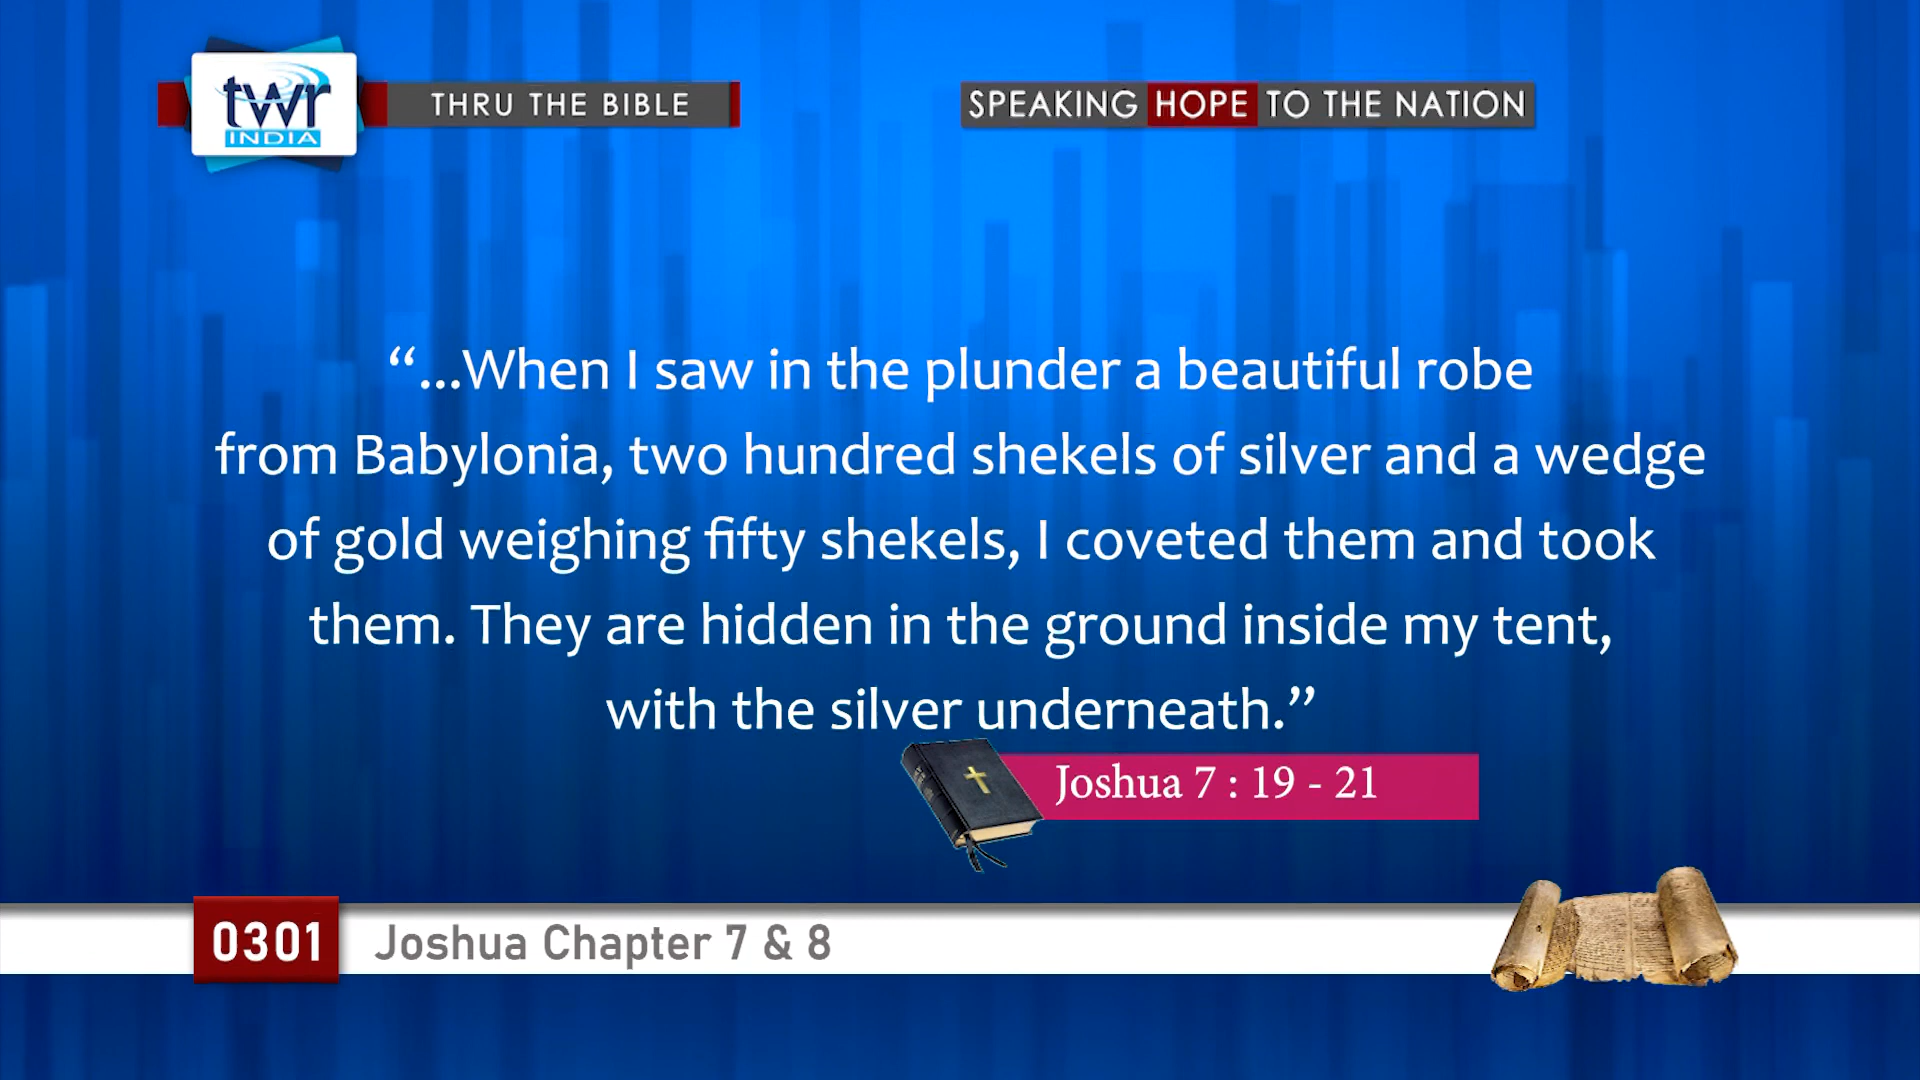 twr
INDIA
THRU THE BIBLE
SPEAKING HOPE TO THE NATION
“...When I saw in the plunder a beautiful robe
from Babylonia, two hundred shekels of silver and a wedge
of gold weighing fifty shekels, I coveted them and took
them. They are hidden in the ground inside my tent,
with the silver underneath.”
Joshua 7 : 19 - 21
0301
Joshua Chapter 7 & 8